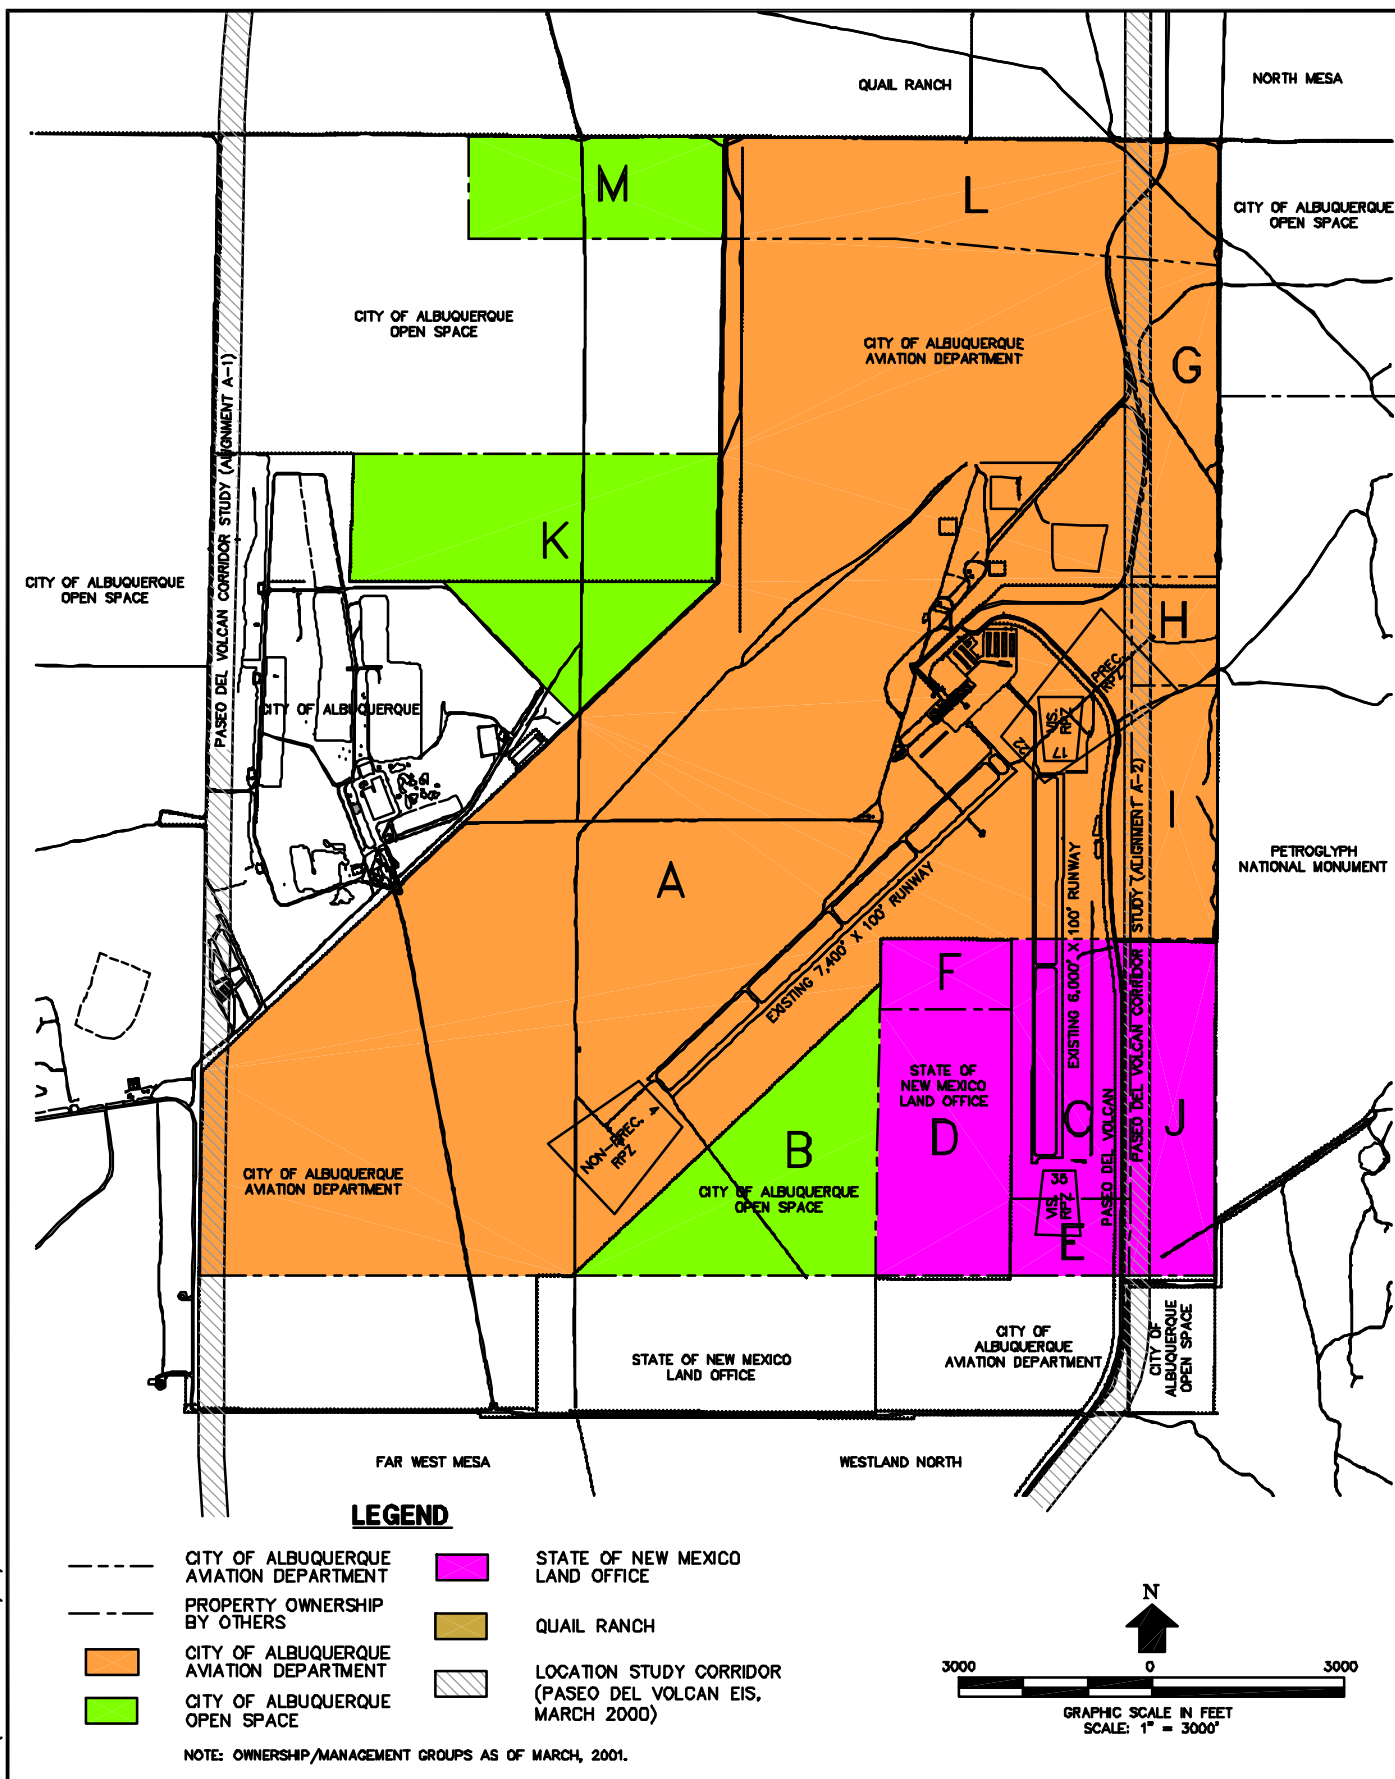 QUAIL RANCH
NORTH MESA
M
L
CITY OF ALBUQUERQUE
OPEN SPACE
CITY OF ALBUQUERQUE
OPEN SPACE
CITY OF ALBUQUERQUE
AVIATION DEPARTMENT
G
PASEO DEL VOLCAN CORRIDOR STUDY (ALIGNMENT A-1)
K
CITY OF ALBUQUERQUE
OPEN SPACE
H
PREC.
RPZ
CITY OF ALBUQUERQUE
VIS.
RPZ
22
17
I
A
PETROGLYPH
NATIONAL MONUMENT
EXISTING 7,400' X 100' RUNWAY
EXISTING 6,000' X 100' RUNWAY
PASEO DEL VOLCAN CORRIDOR STUDY (ALIGNMENT A-2)
F
STATE OF
NEW MEXICO
LAND OFFICE
D
C
J
PASEO DEL VOLCAN
NON-PREC.
RPZ
4
B
CITY OF ALBUQUERQUE
AVIATION DEPARTMENT
CITY OF ALBUQUERQUE
OPEN SPACE
35
VIS.
RPZ
E
STATE OF NEW MEXICO
LAND OFFICE
CITY OF
ALBUQUERQUE
AVIATION DEPARTMENT
CITY OF
ALBUQUERQUE
OPEN SPACE
FAR WEST MESA
WESTLAND NORTH
LEGEND
CITY OF ALBUQUERQUE
AVIATION DEPARTMENT
PROPERTY OWNERSHIP
BY OTHERS
CITY OF ALBUQUERQUE
AVIATION DEPARTMENT
CITY OF ALBUQUERQUE
OPEN SPACE
STATE OF NEW MEXICO
LAND OFFICE
QUAIL RANCH
LOCATION STUDY CORRIDOR
(PASEO DEL VOLCAN EIS,
MARCH 2000)
NOTE: OWNERSHIP/MANAGEMENT GROUPS AS OF MARCH, 2001.
N
3000 0 3000
GRAPHIC SCALE IN FEET
SCALE: 1" = 3000'